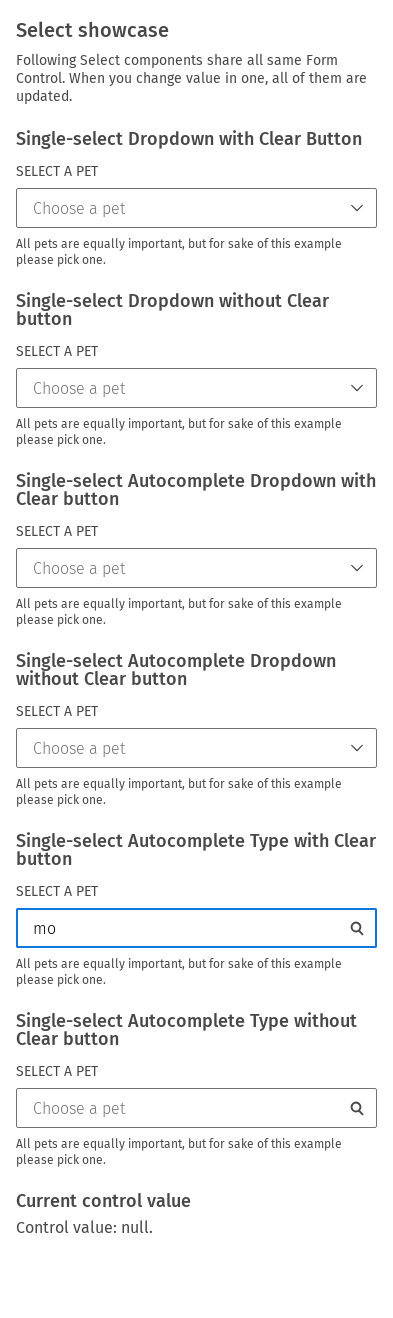 Select showcase
Following Select components share all same Form
Control. When you change value in one, all of them are
updated.
Single-select Dropdown with Clear Button
SELECT A PET
Choose a pet
All pets are equally important, but for sake of this example
please pick one.
Single-select Dropdown without Clear
button
SELECT A PET
Choose a pet
All pets are equally important, but for sake of this example
please pick one.
Single-select Autocomplete Dropdown with
Clear button
SELECT A PET
Choose a pet
All pets are equally important, but for sake of this example
please pick one.
Single-select Autocomplete Dropdown
without Clear button
SELECT A PET
Choose a pet
All pets are equally important, but for sake of this example
please pick one.
Single-select Autocomplete Type with Clear
button
SELECT A PET
mo
All pets are equally important, but for sake of this example
please pick one.
Single-select Autocomplete Type without
Clear button
SELECT A PET
Choose a pet
All pets are equally important, but for sake of this example
please pick one.
Current control value
Control value: null.